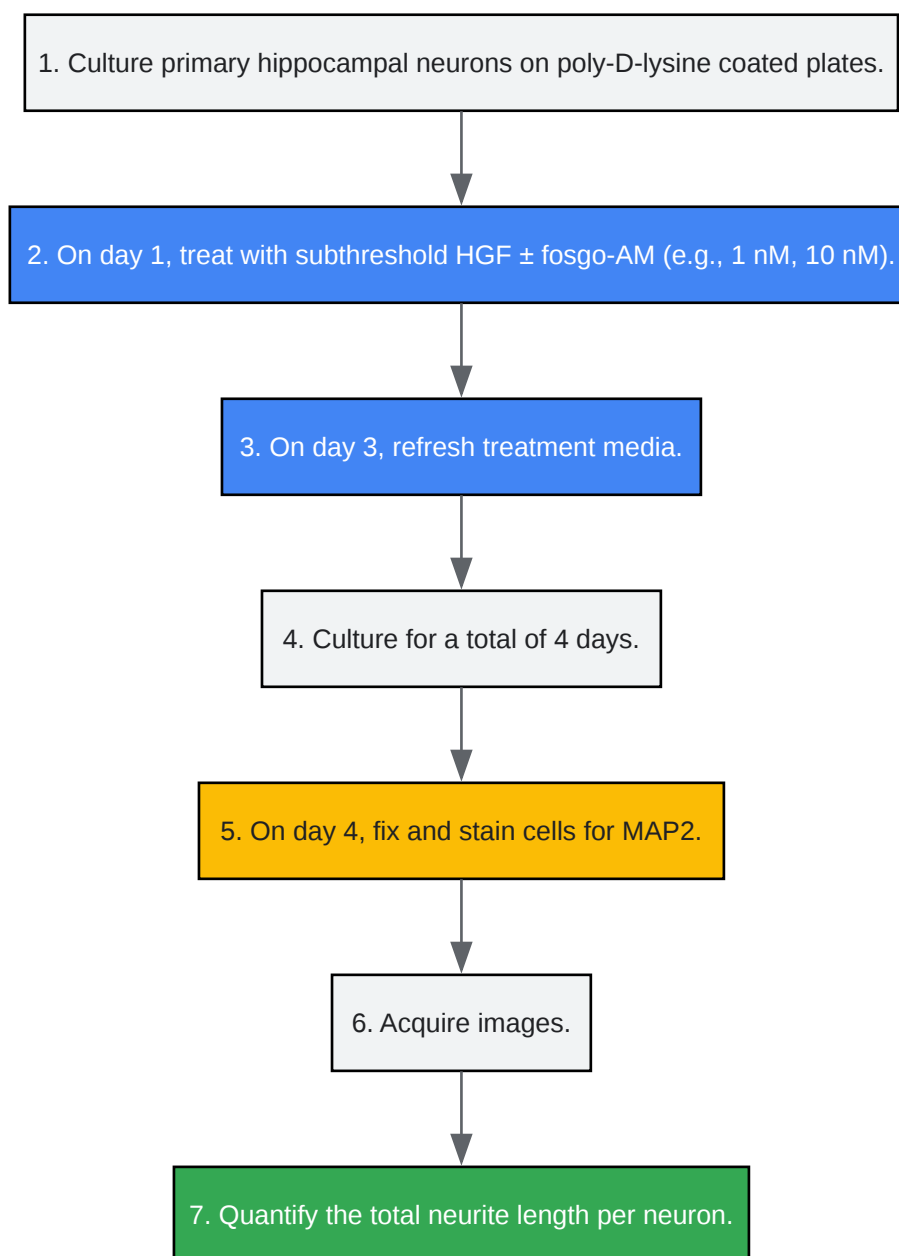 1. Culture primary hippocampal neurons on poly-D-lysine coated plates.
2. On day 1, treat with subthreshold HGF ± fosgo-AM (e.g., 1 nM, 10 nM).
3. On day 3, refresh treatment media.
4. Culture for a total of 4 days.
5. On day 4, fix and stain cells for MAP2.
6. Acquire images.
7. Quantify the total neurite length per neuron.